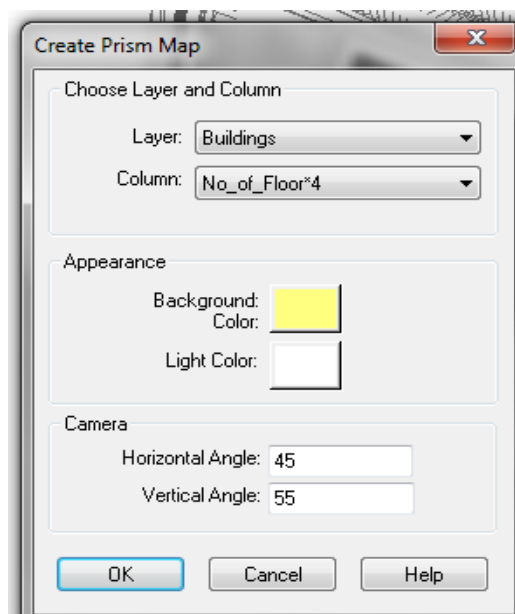 Create Prism Map
Choose Layer and Column
Layer: Buildings
Column: No_of_Floor*4
Appearance
Background
Color:
Light Color:
Camera
Horizontal Angle: 45
Vertical Angle: 55
OK Cancel Help